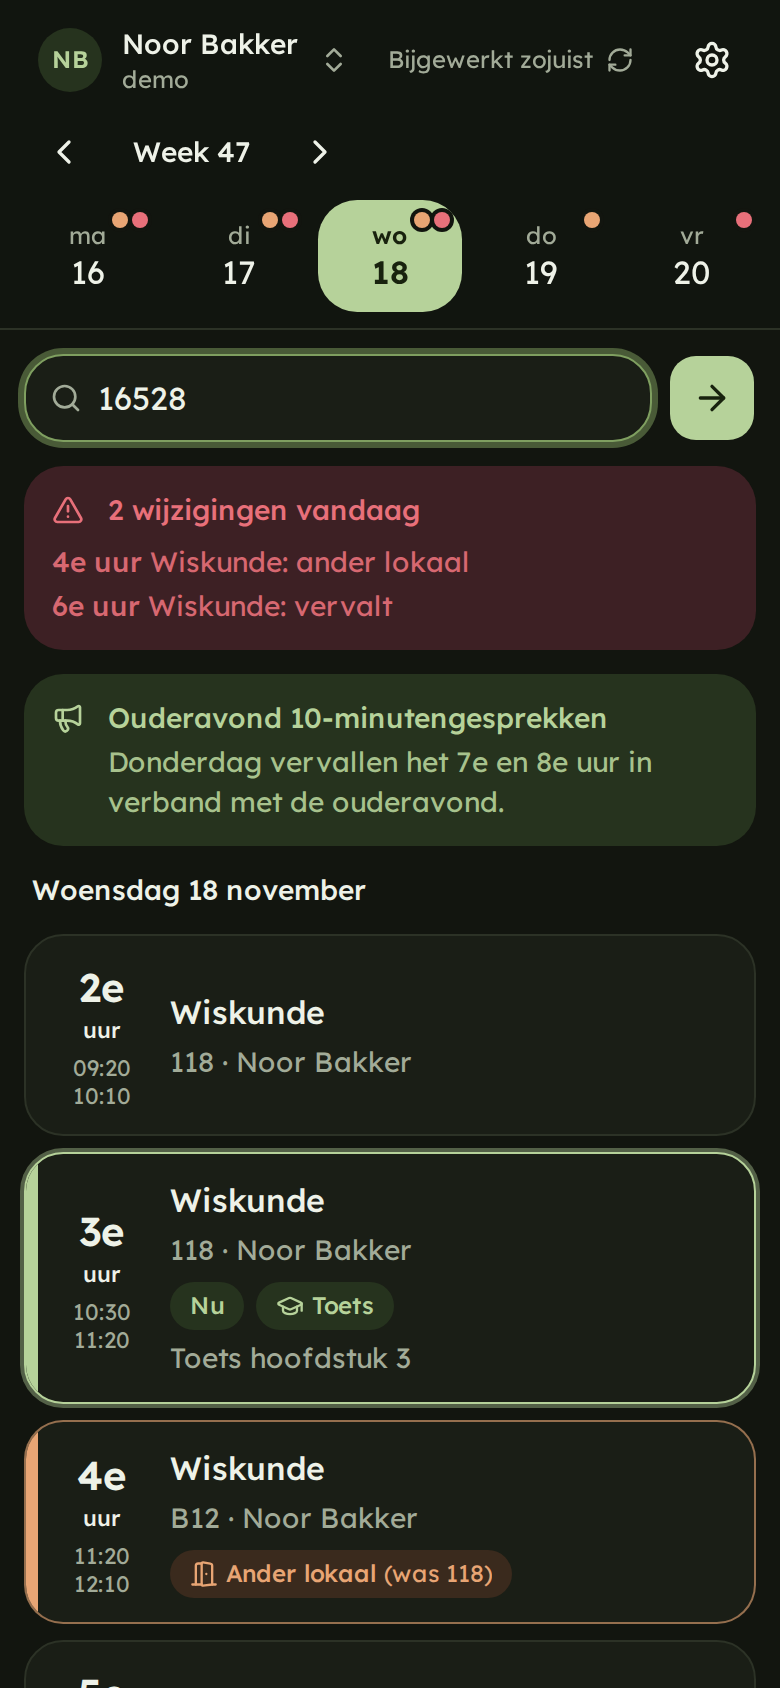 NB
Noor Bakker
demo
Bijgewerkt zojuist
Week 47
ma
16
di
17
wo
18
do
19
vr
20
16528
2 wijzigingen vandaag
4e uur Wiskunde: ander lokaal
6e uur Wiskunde: vervalt
Ouderavond 10-minutengesprekken
Donderdag vervallen het 7e en 8e uur in
verband met de ouderavond.
Woensdag 18 november
2e
uur
09:20
10:10
Wiskunde
118 · Noor Bakker
3e
uur
10:30
11:20
Wiskunde
118 · Noor Bakker
Nu
Toets
Toets hoofdstuk 3
4e
uur
11:20
12:10
Wiskunde
B12 · Noor Bakker
Ander lokaal (was 118)